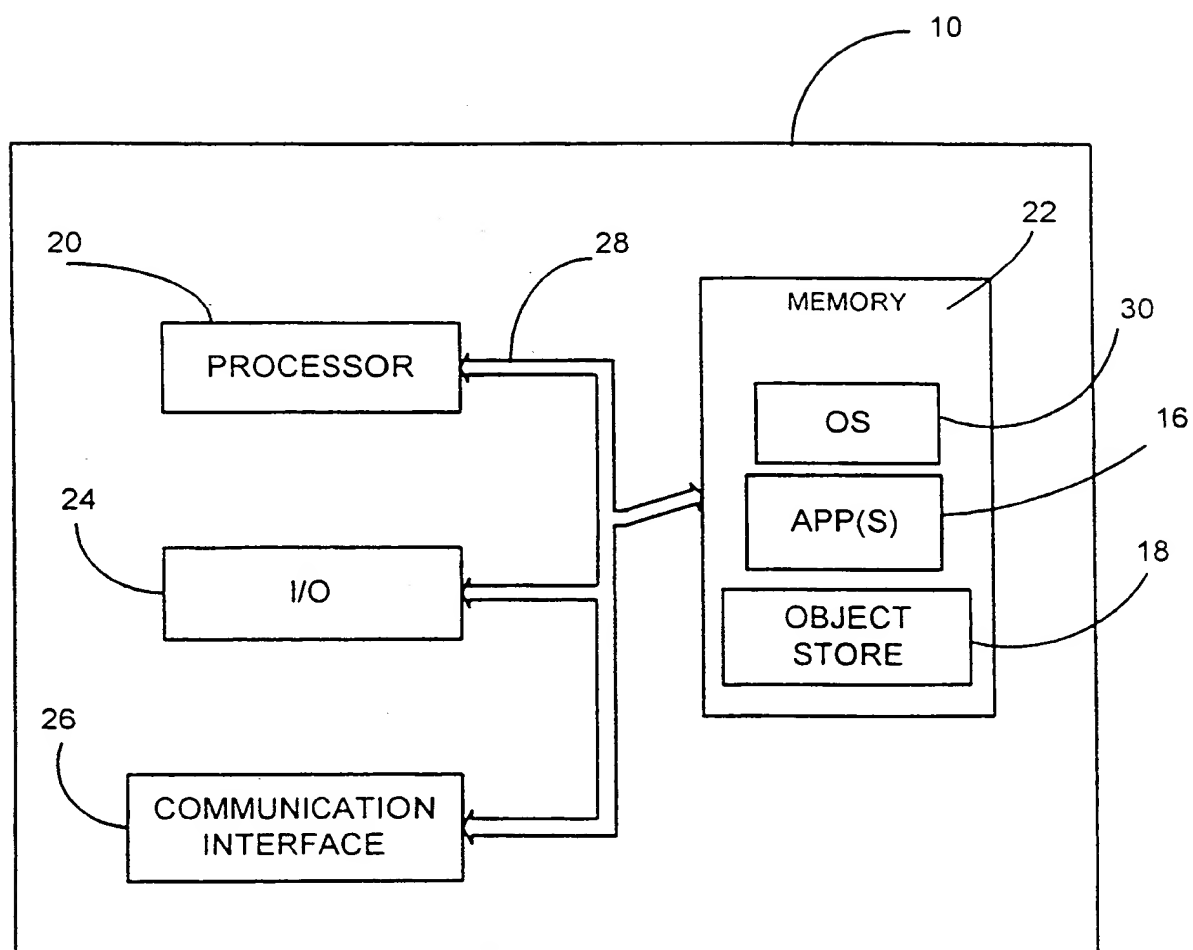 10
20
28
22
MEMORY
30
PROCESSOR
OS
16
24
APP(S)
I/O
18
OBJECT
STORE
26
COMMUNICATION
INTERFACE